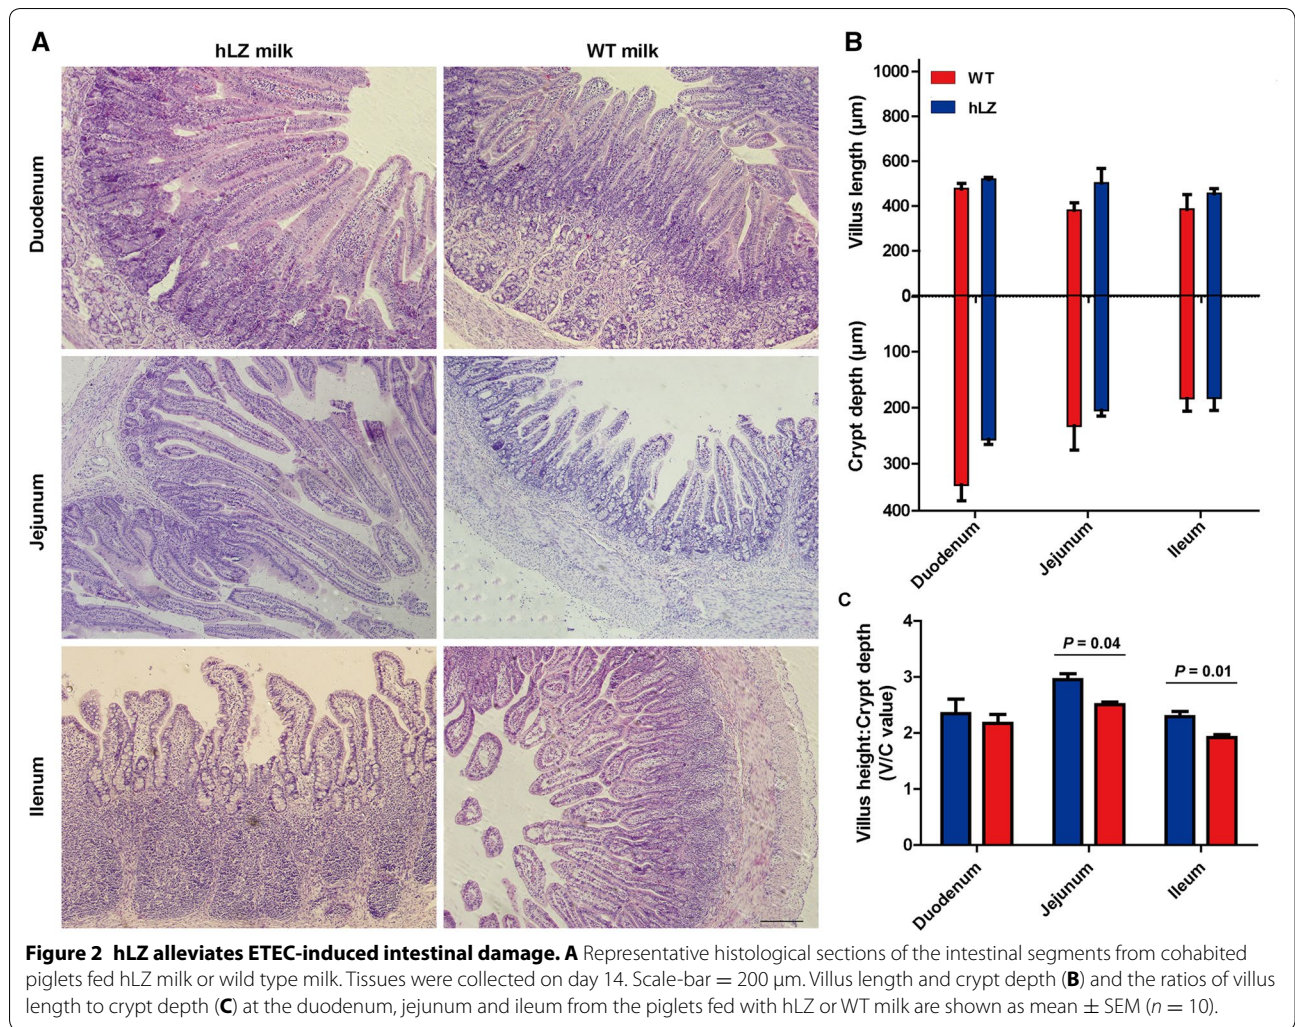 A
hLZ milk
WT milk
Duodenum
Jejunum
Ilenum
B
WT
hLZ
Villus length (µm)
1000
800
600
400
200
0
Crypt depth (µm)
100
200
300
400
Duodenum
Jejunum
Ileum
C
Villus height:Crypt depth
(V/C value)
4
3
2
1
0
P = 0.04
P = 0.01
Duodenum
Jejunum
Ileum
Figure 2 hLZ alleviates ETEC-induced intestinal damage. A Representative histological sections of the intestinal segments from cohabited
piglets fed hLZ milk or wild type milk. Tissues were collected on day 14. Scale-bar = 200 µm. Villus length and crypt depth (B) and the ratios of villus
length to crypt depth (C) at the duodenum, jejunum and ileum from the piglets fed with hLZ or WT milk are shown as mean ± SEM (n = 10).